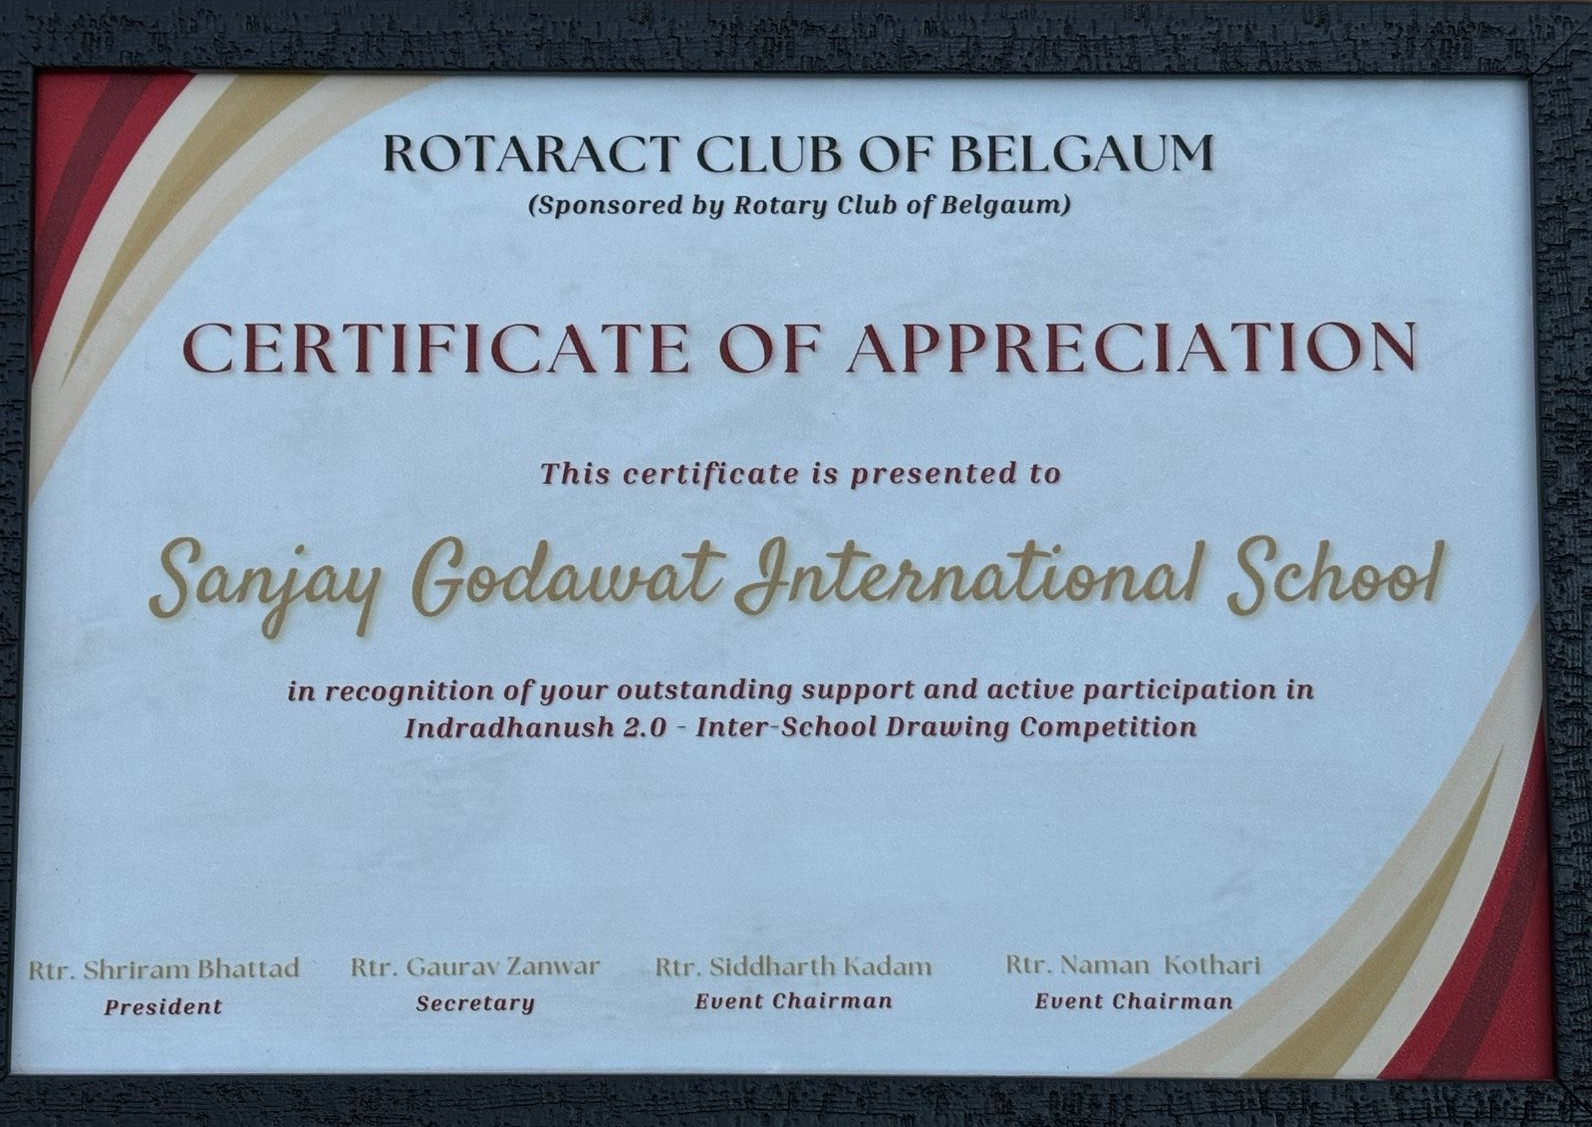 ROTARACT CLUB OF BELGAUM
(Sponsored by Rotary Club of Belgaum)
CERTIFICATE OF APPRECIATION
This certificate is presented to
Sanjay Godawat International School
in recognition of your outstanding support and active participation in
Indradhanush 2.0 - Inter-School Drawing Competition
Rtr. Shriram Bhattad Rtr. Gaurav Zanwar Rtr. Siddharth Kadam Rtr. Naman Kothari
President Secretary Event Chairman Event Chairman